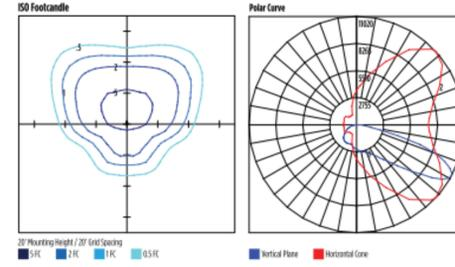 ISO Footcandle
.5
2
1
5
20' Mounting Height / 20' Grid Spacing
5 FC
2 FC
1 FC
0.5 FC
Polar Curve
11020
8265
2755
2
Vertical Plane
Horizontal Cone